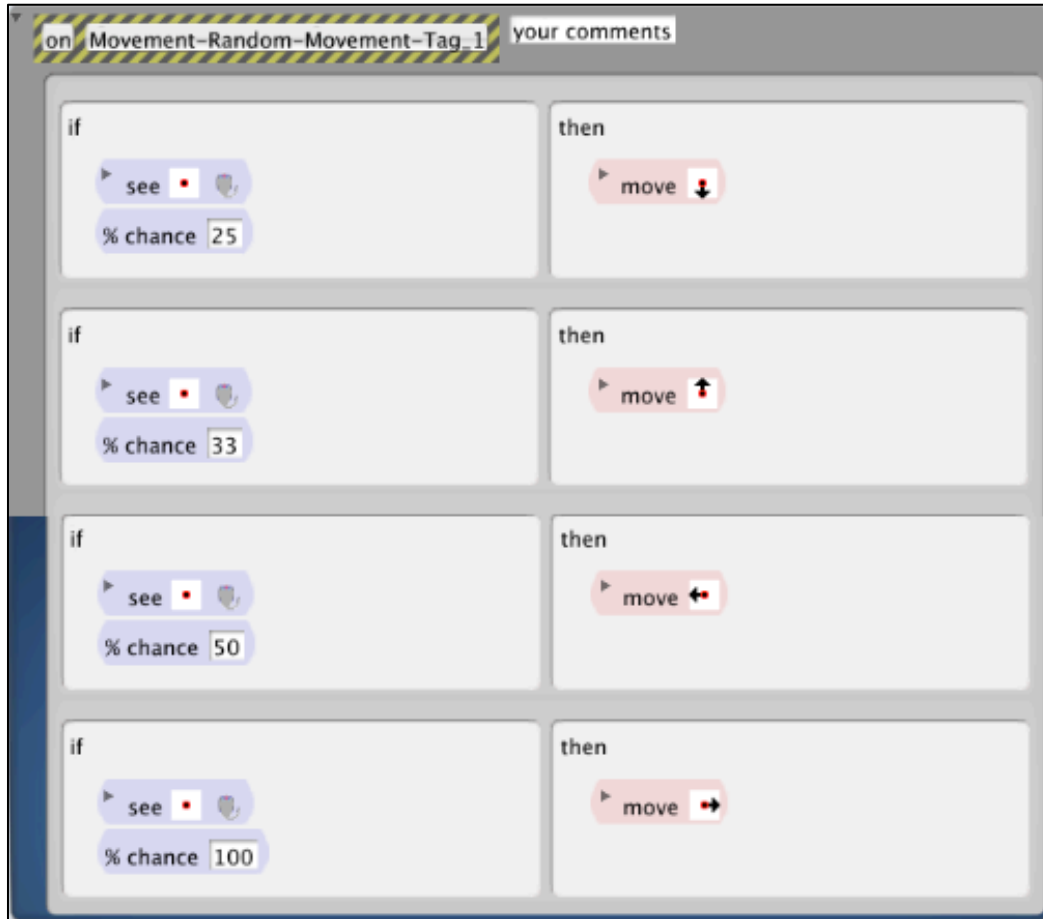 on Movement-Random-Movement-Tag_1 your comments
if then
see move
% chance 25
if then
see move
% chance 33
if then
see move
% chance 50
if then
see move
% chance 100